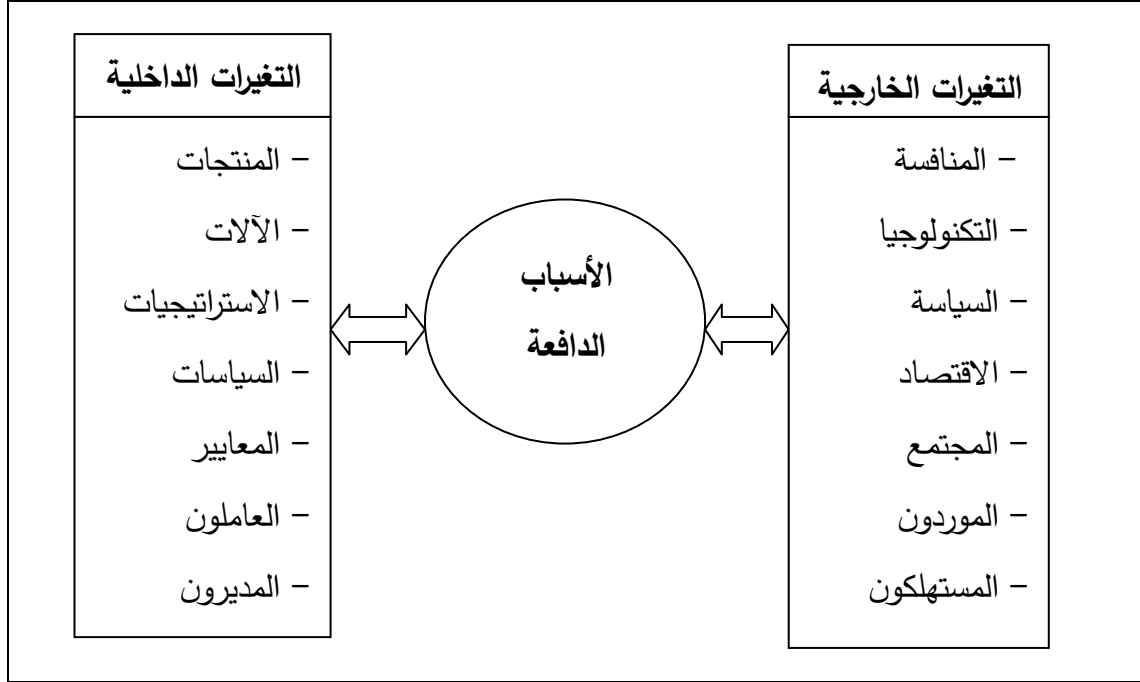 التغيرات الخارجية
– المنافسة
– التكنولوجيا
– السياسة
– الاقتصاد
– المجتمع
– الموردون
– المستهلكون
الأسباب
الدافعة
التغيرات الداخلية
– المنتجات
– الآلات
– الاستراتيجيات
– السياسات
– المعايير
– العاملون
– المديرون